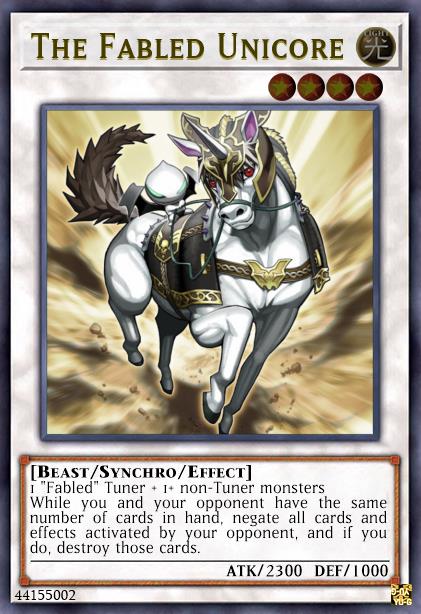 THE FABLED UNICORE
LIGHT
光
[BEAST/SYNCHRO/EFFECT]
1 "Fabled" Tuner + 1+ non-Tuner monsters
While you and your opponent have the same
number of cards in hand, negate all cards and
effects activated by your opponent, and if you
do, destroy those cards.
ATK/2300 DEF/1000
44155002